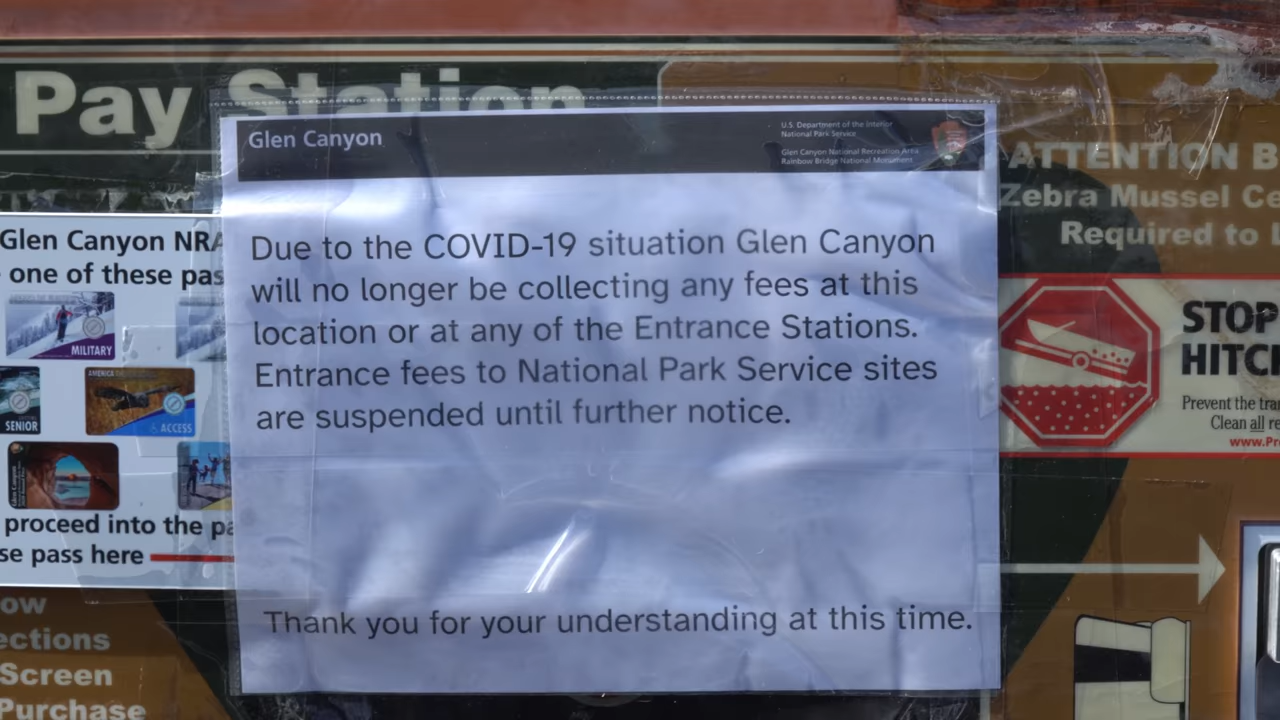 Pay Station
Glen Canyon
U.S. Department of the Interior
National Park Service
Glen Canyon National Recreation Area
Rainbow Bridge National Monument
Due to the COVID-19 situation Glen Canyon
will no longer be collecting any fees at this
location or at any of the Entrance Stations.
Entrance fees to National Park Service sites
are suspended until further notice.
Thank you for your understanding at this time.
Glen Canyon NRA
one of these pas
MILITARY
SENIOR
ACCESS
proceed into the pa
se pass here
ow
ections
Screen
Purchase
ATTENTION B
Zebra Mussel Ce
Required to L
STOP
HITCH
Prevent the tran
Clean all re
www.Pr